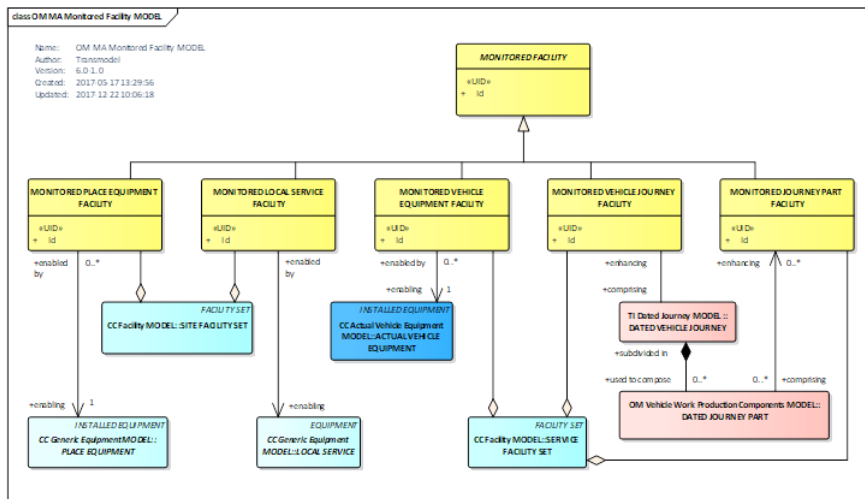 class OM MA Monitored Facility MODEL
Name: OM MA Monitored Facility MODEL
Author: Transmodel
Version: 6.0-1.0
Created: 2017-05-17 13:29:56
Updated: 2017-12-22 10:06:18
MONITORED FACILITY
«UID»
+ Id
MONITORED PLACE EQUIPMENT
FACILITY
«UID»
+ Id
MONITORED LOCAL SERVICE
FACILITY
«UID»
+ Id
MONITORED VEHICLE
EQUIPMENT FACILITY
«UID»
+ Id
MONITORED VEHICLE JOURNEY
FACILITY
«UID»
+ Id
MONITORED JOURNEY PART
FACILITY
«UID»
+ Id
+enabled
by
0..*
+enabled
by
+enabled by
0..*
+enhancing
+enhancing
0..*
+enabling
1
+comprising
FACILITY SET
CC Facility MODEL::SITE FACILITY SET
INSTALLED EQUIPMENT
CC Actual Vehicle Equipment
MODEL::ACTUAL VEHICLE
EQUIPMENT
TI Dated Journey MODEL ::
DATED VEHICLE JOURNEY
+subdivided in
+used to compose
0..*
0..*
+comprising
+enabling
1
+enabling
INSTALLED EQUIPMENT
CC Generic Equipment MODEL::
PLACE EQUIPMENT
EQUIPMENT
CC Generic Equipment
MODEL::LOCAL SERVICE
FACILITY SET
CC Facility MODEL::SERVICE
FACILITY SET
OM Vehicle Work Production Components MODEL::
DATED JOURNEY PART